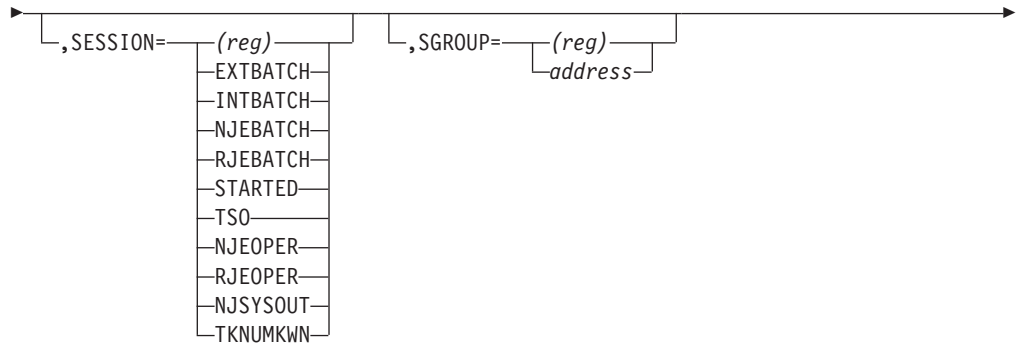 ,SESSION= (reg) ,SGROUP= (reg)
EXTBATCH address
INTBATCH
NJEBATCH
RJEBATCH
STARTED
TSO
NJEOPER
RJEOPER
NJSYSOUT
TKNUMKWN